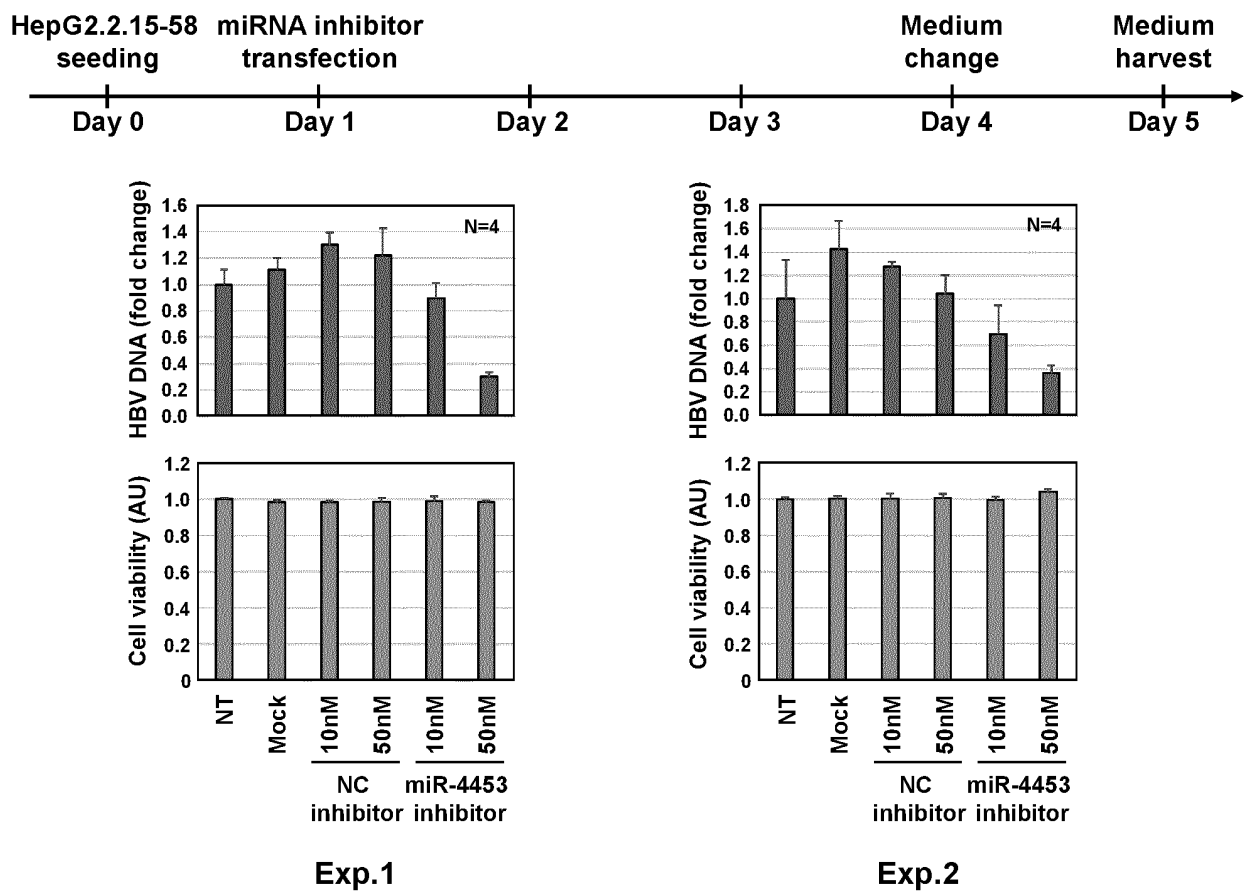 HepG2.2.15-58 miRNA inhibitor Medium Medium
seeding transfection change harvest
Day 0 Day 1 Day 2 Day 3 Day 4 Day 5
HBV DNA (fold change)
1.6
1.4
1.2
1.0
0.8
0.6
0.4
0.2
0.0
N=4
HBV DNA (fold change)
1.8
1.6
1.4
1.2
1.0
0.8
0.6
0.4
0.2
0.0
N=4
Cell viability (AU)
1.2
1.0
0.8
0.6
0.4
0.2
0
NT
Mock
10nM
50nM
10nM
50nM
NC miR-4453
inhibitor inhibitor
Exp.1
Cell viability (AU)
1.2
1.0
0.8
0.6
0.4
0.2
0
NT
Mock
10nM
50nM
10nM
50nM
NC miR-4453
inhibitor inhibitor
Exp.2